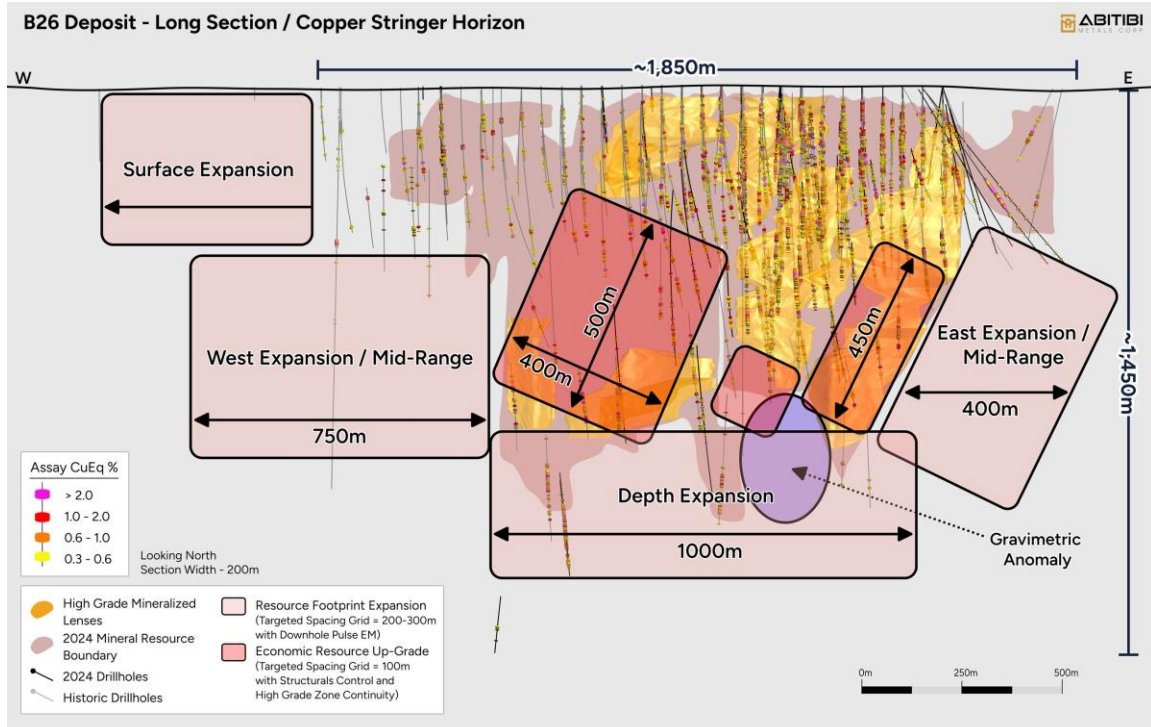 B26 Deposit - Long Section / Copper Stringer Horizon
ABITIBI
METALS CORP
W
~1,850m
E
Surface Expansion
West Expansion / Mid-Range
750m
500m
400m
450m
East Expansion /
Mid-Range
400m
~1,450m
Depth Expansion
1000m
Gravimetric
Anomaly
Assay CuEq %
> 2.0
1.0 - 2.0
0.6 - 1.0
0.3 - 0.6
Looking North
Section Width - 200m
High Grade Mineralized
Lenses
2024 Mineral Resource
Boundary
2024 Drillholes
Historic Drillholes
Resource Footprint Expansion
(Targeted Spacing Grid = 200-300m
with Downhole Pulse EM)
Economic Resource Up-Grade
(Targeted Spacing Grid = 100m
with Structurals Control and
High Grade Zone Continuity)
0m 250m 500m